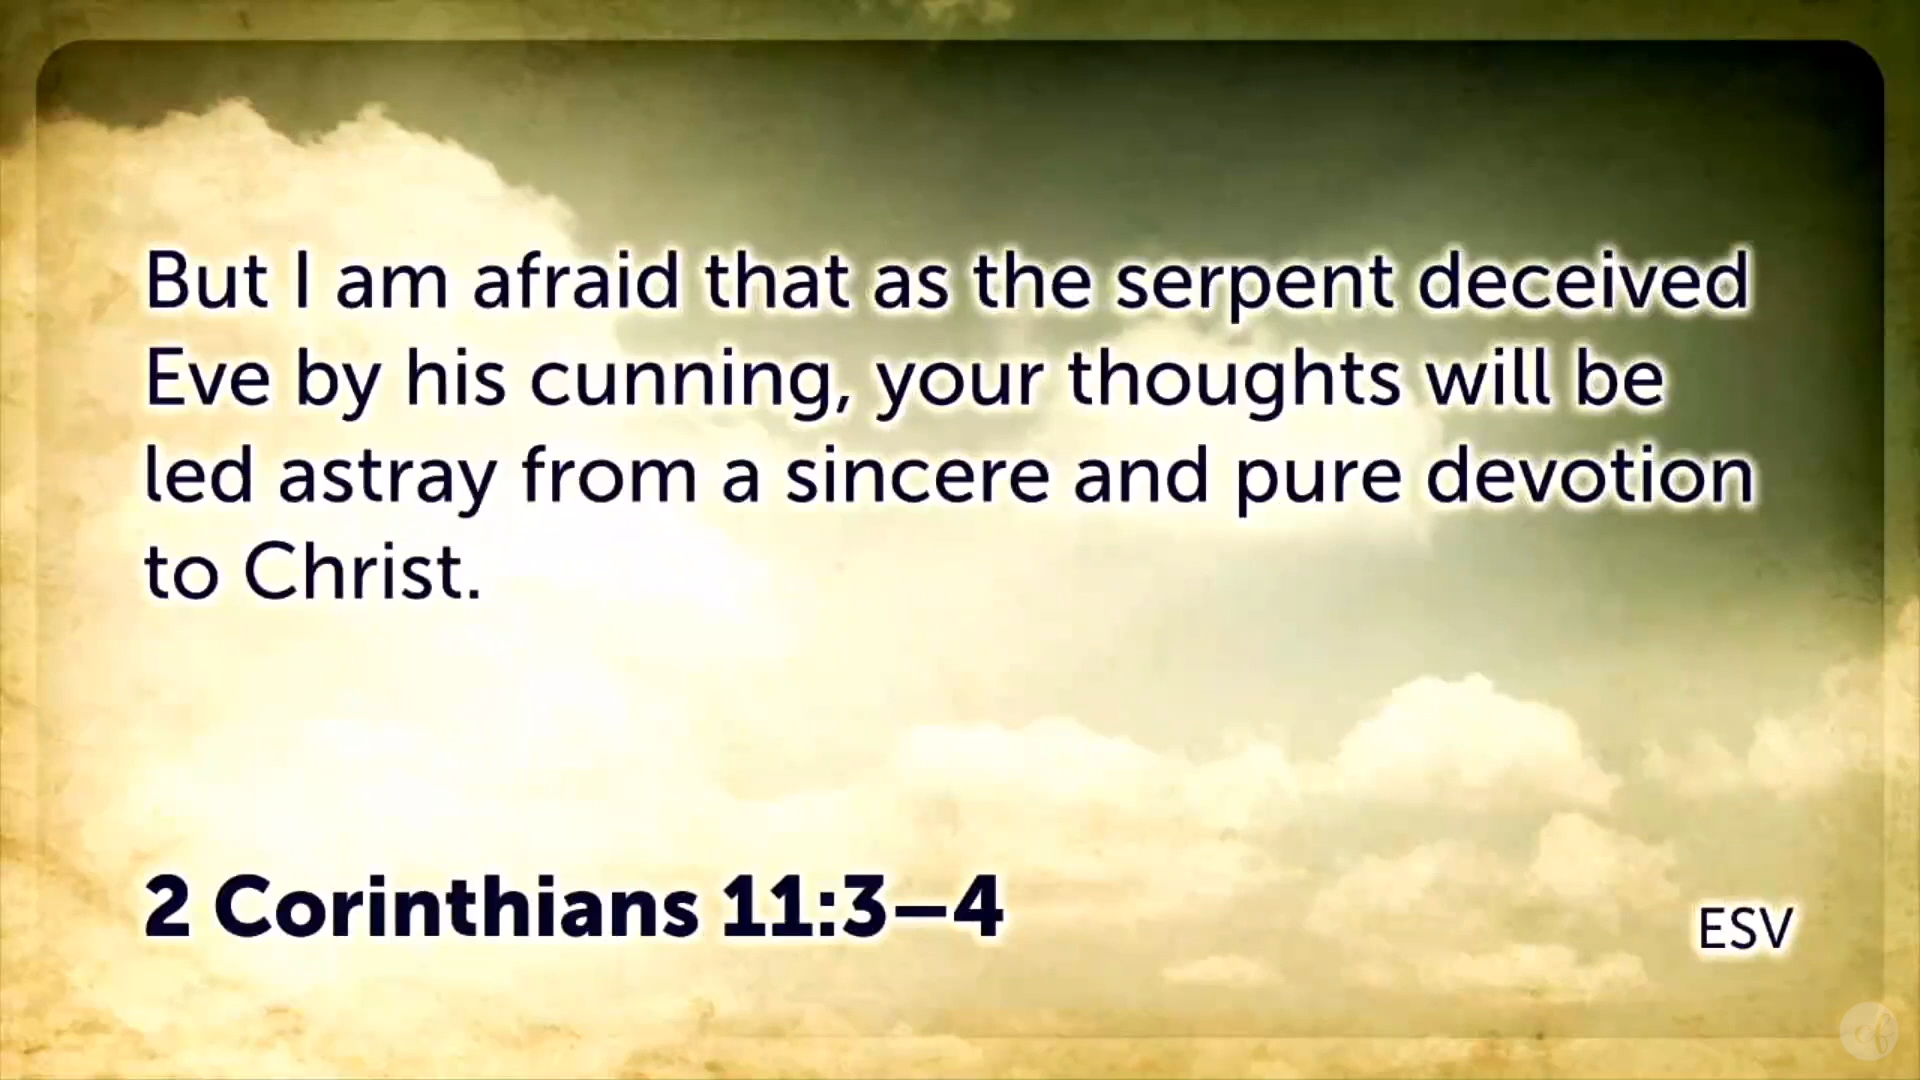 But I am afraid that as the serpent deceived
Eve by his cunning, your thoughts will be
led astray from a sincere and pure devotion
to Christ.
2 Corinthians 11:3–4
ESV